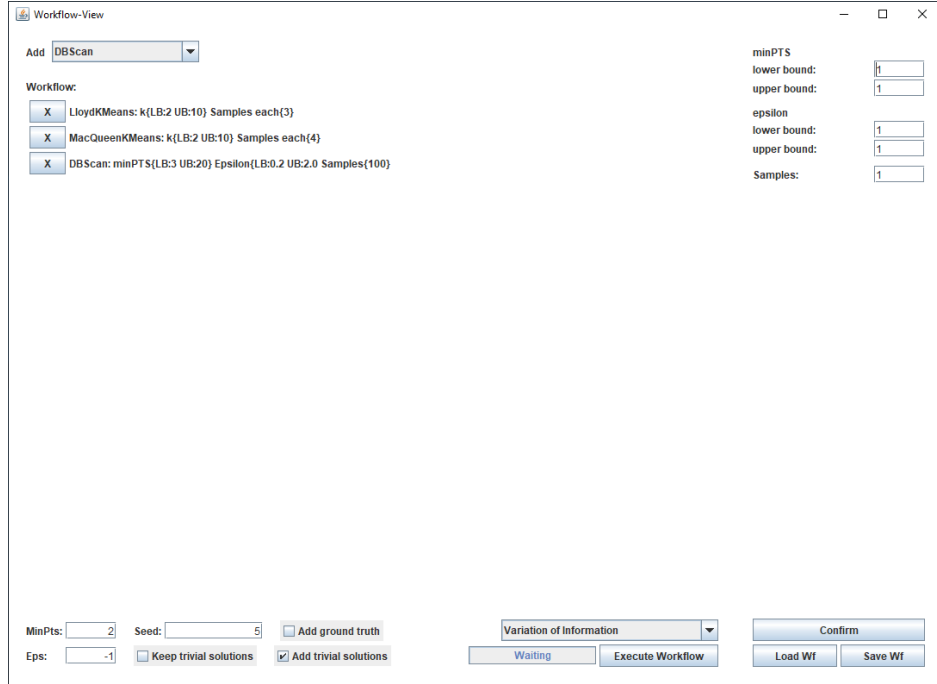 Workflow-View
Add DBScan
Workflow:
X LloydKMeans: k{LB:2 UB:10} Samples each{3}
X MacQueenKMeans: k{LB:2 UB:10} Samples each{4}
X DBScan: minPTS{LB:3 UB:20} Epsilon{LB:0.2 UB:2.0 Samples{100}
minPTS
lower bound: 1
upper bound: 1
epsilon
lower bound: 1
upper bound: 1
Samples: 1
MinPts: 2 Seed: 5 Add ground truth Variation of Information Confirm
Eps: -1 Keep trivial solutions Add trivial solutions Waiting Execute Workflow Load Wf Save Wf